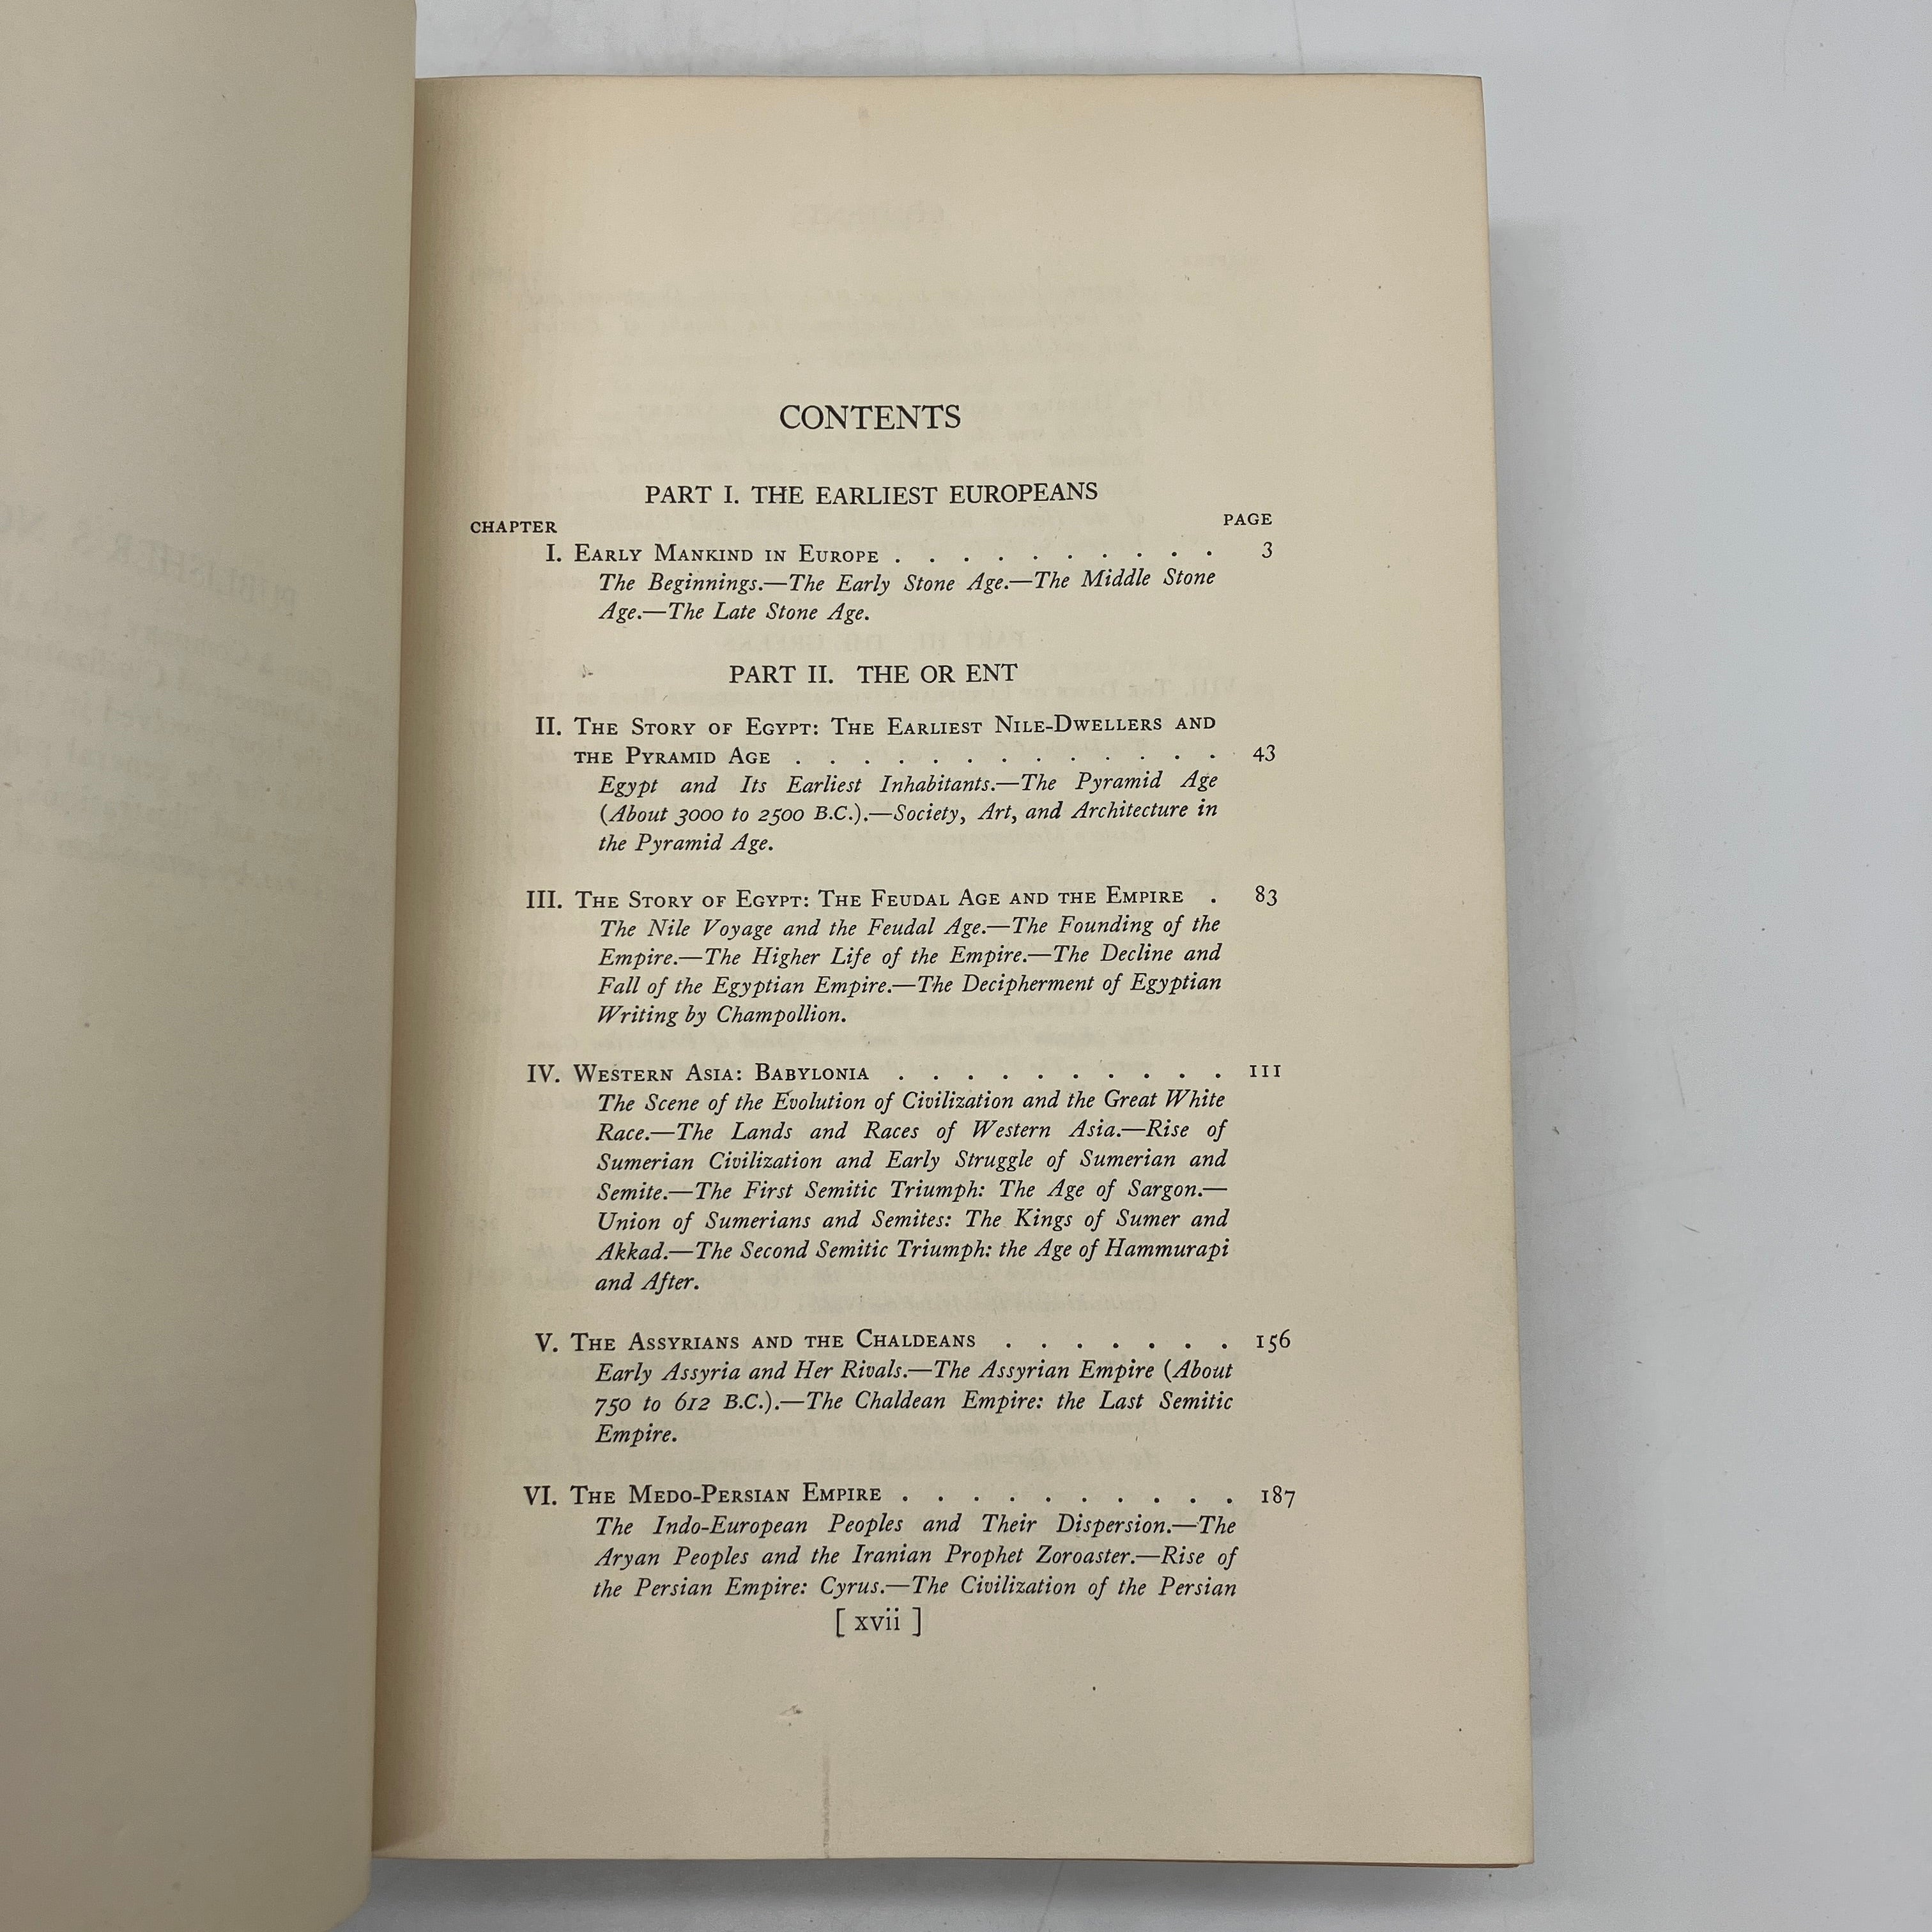 CONTENTS
PART I. THE EARLIEST EUROPEANS
CHAPTER PAGE
I. EARLY MANKIND IN EUROPE . . . . . . . . . . 3
The Beginnings.—The Early Stone Age.—The Middle Stone
Age.—The Late Stone Age.
PART II. THE OR ENT
II. THE STORY OF EGYPT: THE EARLIEST NILE-DWELLERS AND
THE PYRAMID AGE . . . . . . . . . . . . . 43
Egypt and Its Earliest Inhabitants.—The Pyramid Age
(About 3000 to 2500 B.C.).—Society, Art, and Architecture in
the Pyramid Age.
III. THE STORY OF EGYPT: THE FEUDAL AGE AND THE EMPIRE . 83
The Nile Voyage and the Feudal Age.—The Founding of the
Empire.—The Higher Life of the Empire.—The Decline and
Fall of the Egyptian Empire.—The Decipherment of Egyptian
Writing by Champollion.
IV. WESTERN ASIA: BABYLONIA . . . . . . . . . . 111
The Scene of the Evolution of Civilization and the Great White
Race.—The Lands and Races of Western Asia.—Rise of
Sumerian Civilization and Early Struggle of Sumerian and
Semite.—The First Semitic Triumph: The Age of Sargon.—
Union of Sumerians and Semites: The Kings of Sumer and
Akkad.—The Second Semitic Triumph: the Age of Hammurapi
and After.
V. THE ASSYRIANS AND THE CHALDEANS . . . . . . . 156
Early Assyria and Her Rivals.—The Assyrian Empire (About
750 to 612 B.C.).—The Chaldean Empire: the Last Semitic
Empire.
VI. THE MEDO-PERSIAN EMPIRE . . . . . . . . . . 187
The Indo-European Peoples and Their Dispersion.—The
Aryan Peoples and the Iranian Prophet Zoroaster.—Rise of
the Persian Empire: Cyrus.—The Civilization of the Persian
[ xvii ]